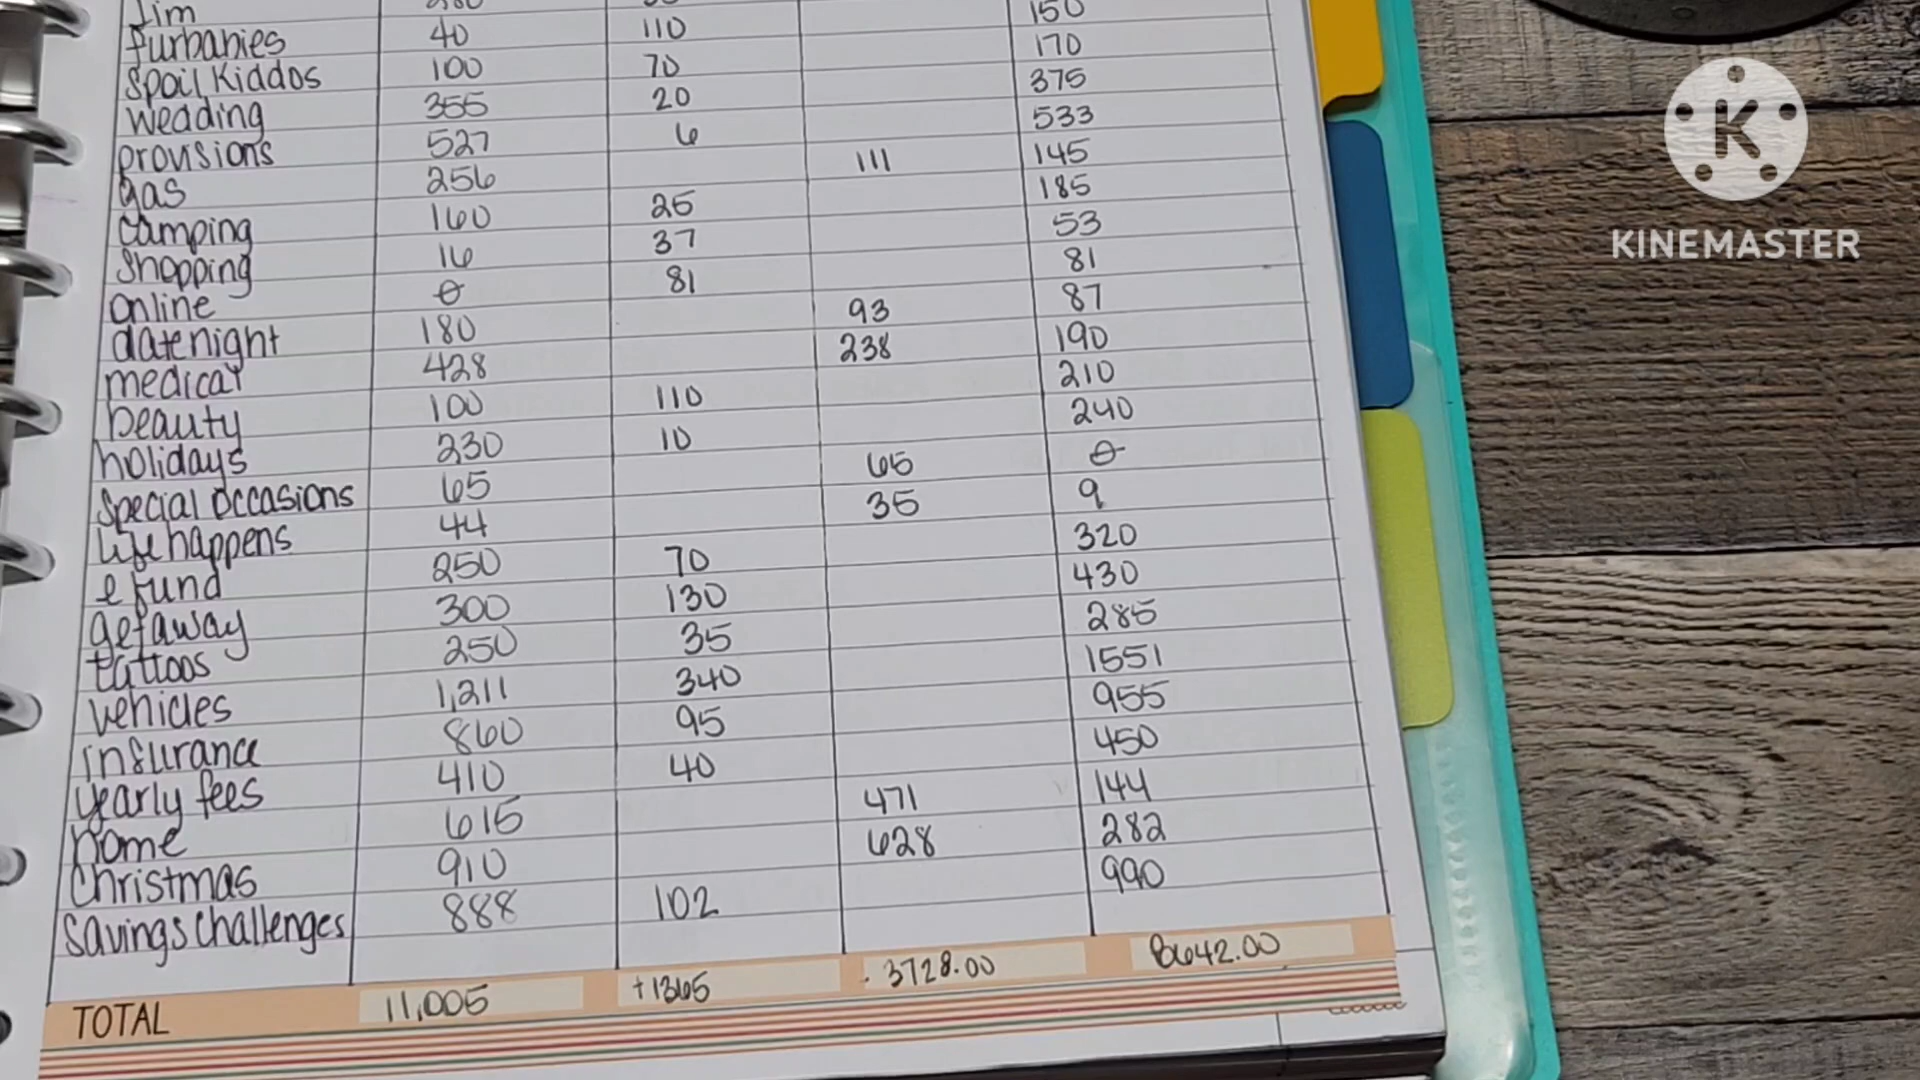 Jim 150
furbabies 40 110 170
Spoil Kiddos 100 70 375
wedding 355 20 533
provisions 527 6
gas 256 111 145
camping 160 25 185
Shopping 16 37 53
online 0 81 81
datenight 180 93 87
medical 428 238 190
beauty 100 110 210
holidays 230 10 240
Special Occasions 65 65 0
life happens 44 35 9
e fund 250 70 320
getaway 300 130 430
tattoos 250 35 285
vehicles 1,211 340 1551
insurance 860 95 955
yearly fees 410 40 450
home 615 471 144
Christmas 910 628 282
Savings challenges 888 102 990
TOTAL 11,005 +1365 - 3728.00 8642.00
K
KINEMASTER